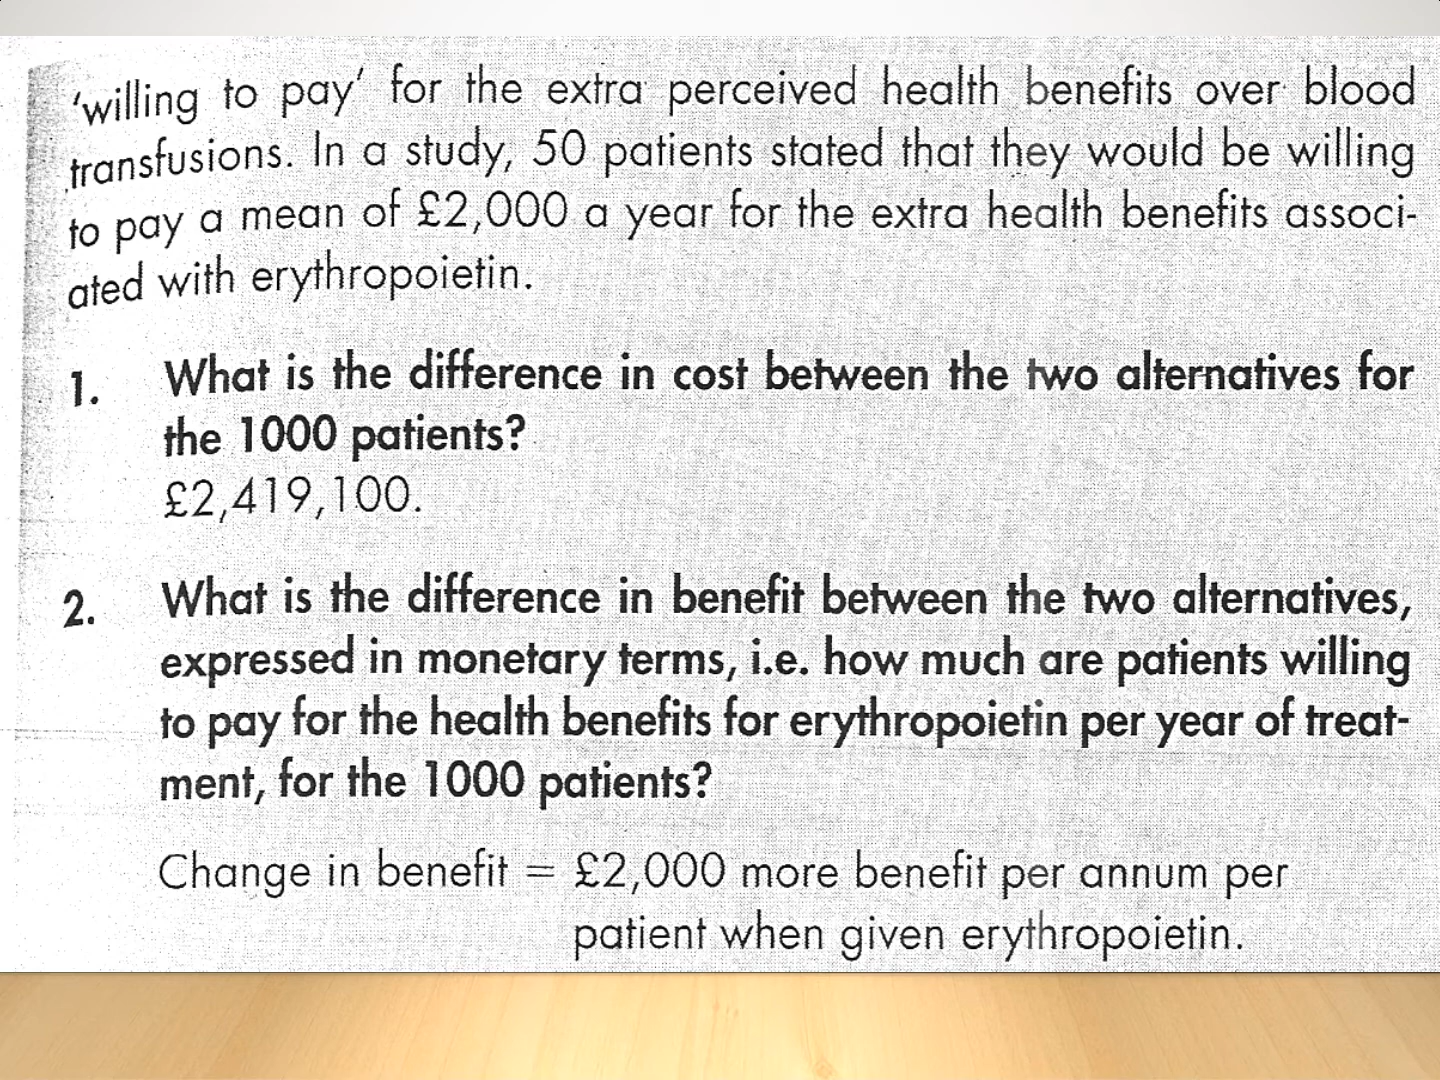 ‘willing to pay’ for the extra perceived health benefits over blood
transfusions. In a study, 50 patients stated that they would be willing
to pay a mean of £2,000 a year for the extra health benefits associ-
ated with erythropoietin.
1. What is the difference in cost between the two alternatives for
the 1000 patients?
£2,419,100.
2. What is the difference in benefit between the two alternatives,
expressed in monetary terms, i.e. how much are patients willing
to pay for the health benefits for erythropoietin per year of treat-
ment, for the 1000 patients?
Change in benefit = £2,000 more benefit per annum per
patient when given erythropoietin.